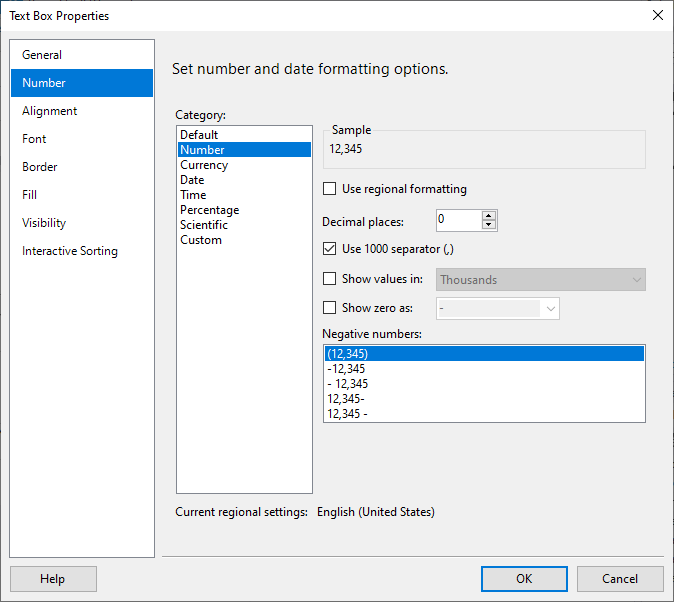 Text Box Properties
General
Number
Alignment
Font
Border
Fill
Visibility
Interactive Sorting
Set number and date formatting options.
Category:
Default
Number
Currency
Date
Time
Percentage
Scientific
Custom
Sample
12,345
Use regional formatting
Decimal places: 0
Use 1000 separator (,)
Show values in: Thousands
Show zero as: -
Negative numbers:
(12,345)
-12,345
- 12,345
12,345-
12,345 -
Current regional settings: English (United States)
Help OK Cancel